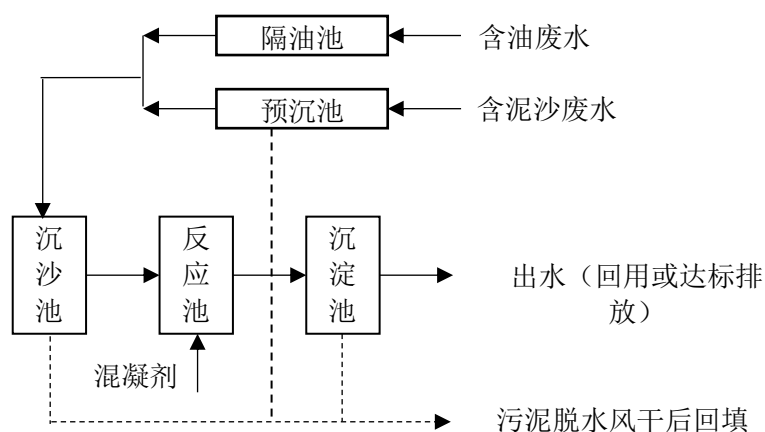 隔油池
含油废水
预沉池
含泥沙废水
沉沙池
反应池
沉淀池
出水（回用或达标排
放）
混凝剂
污泥脱水风干后回填